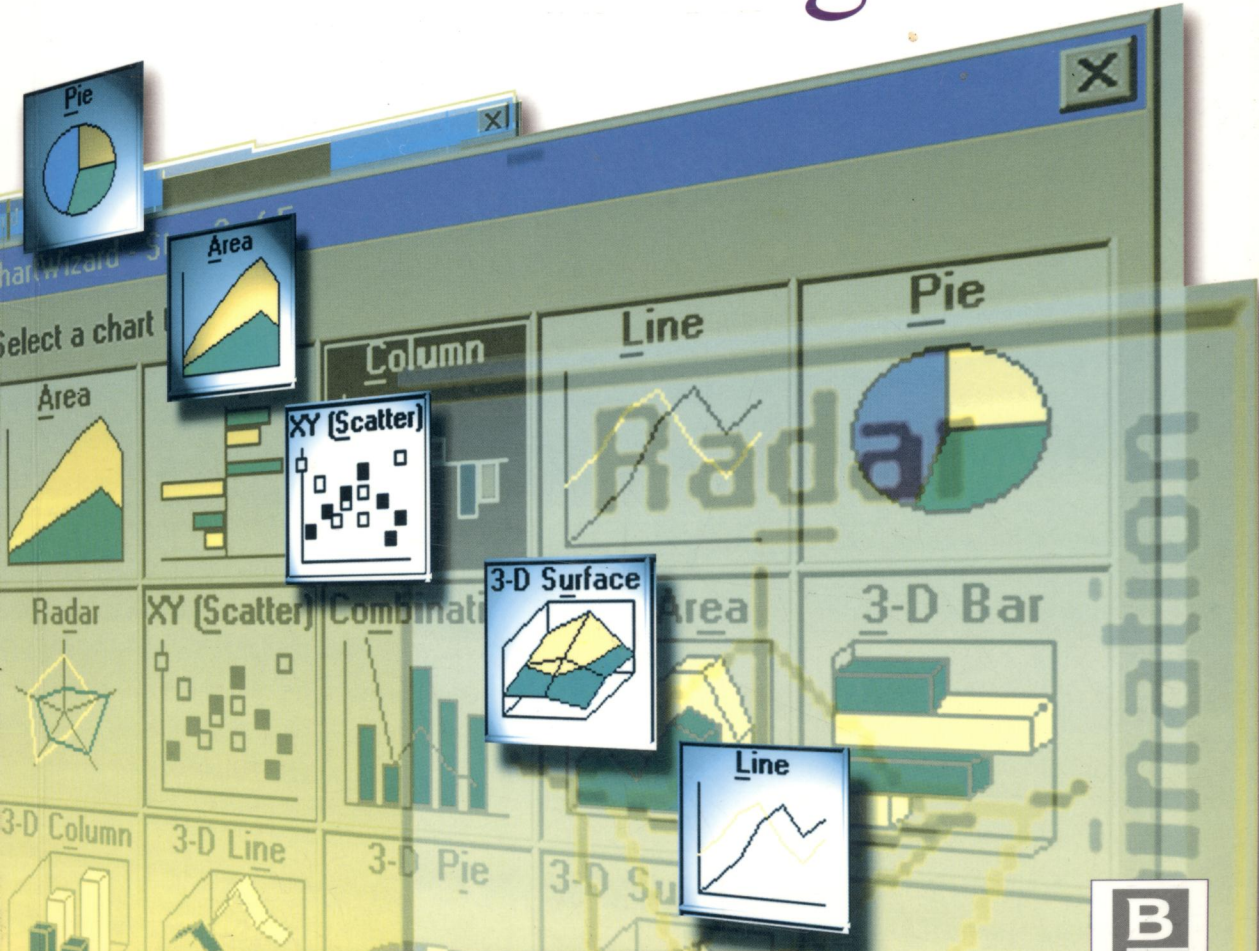 Pie
Area
XY (Scatter)
3-D Surface
Line
Select a chart
Area
Column
Line
Pie
Radar
XY (Scatter)
Area
3-D Bar
3-D Column
3-D Line
3-D Pie
Radar
B